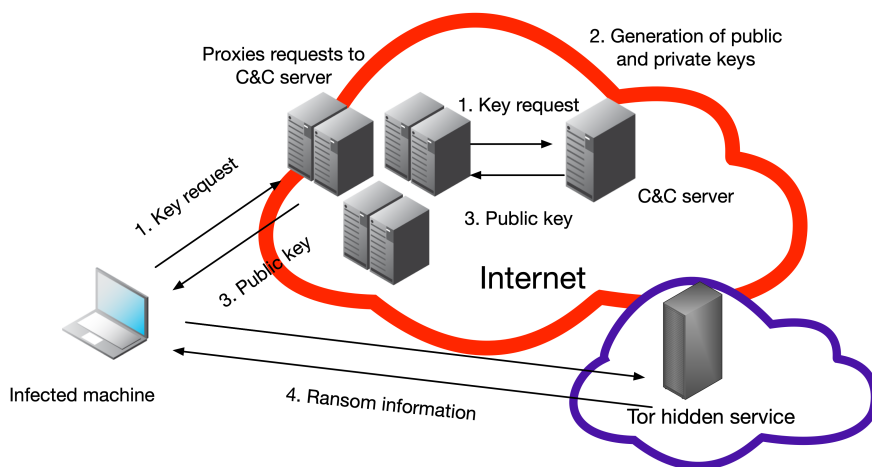 Proxies requests to
C&C server
2. Generation of public
and private keys
1. Key request
1. Key request
C&C server
3. Public key
3. Public key
Internet
Infected machine
4. Ransom information
Tor hidden service